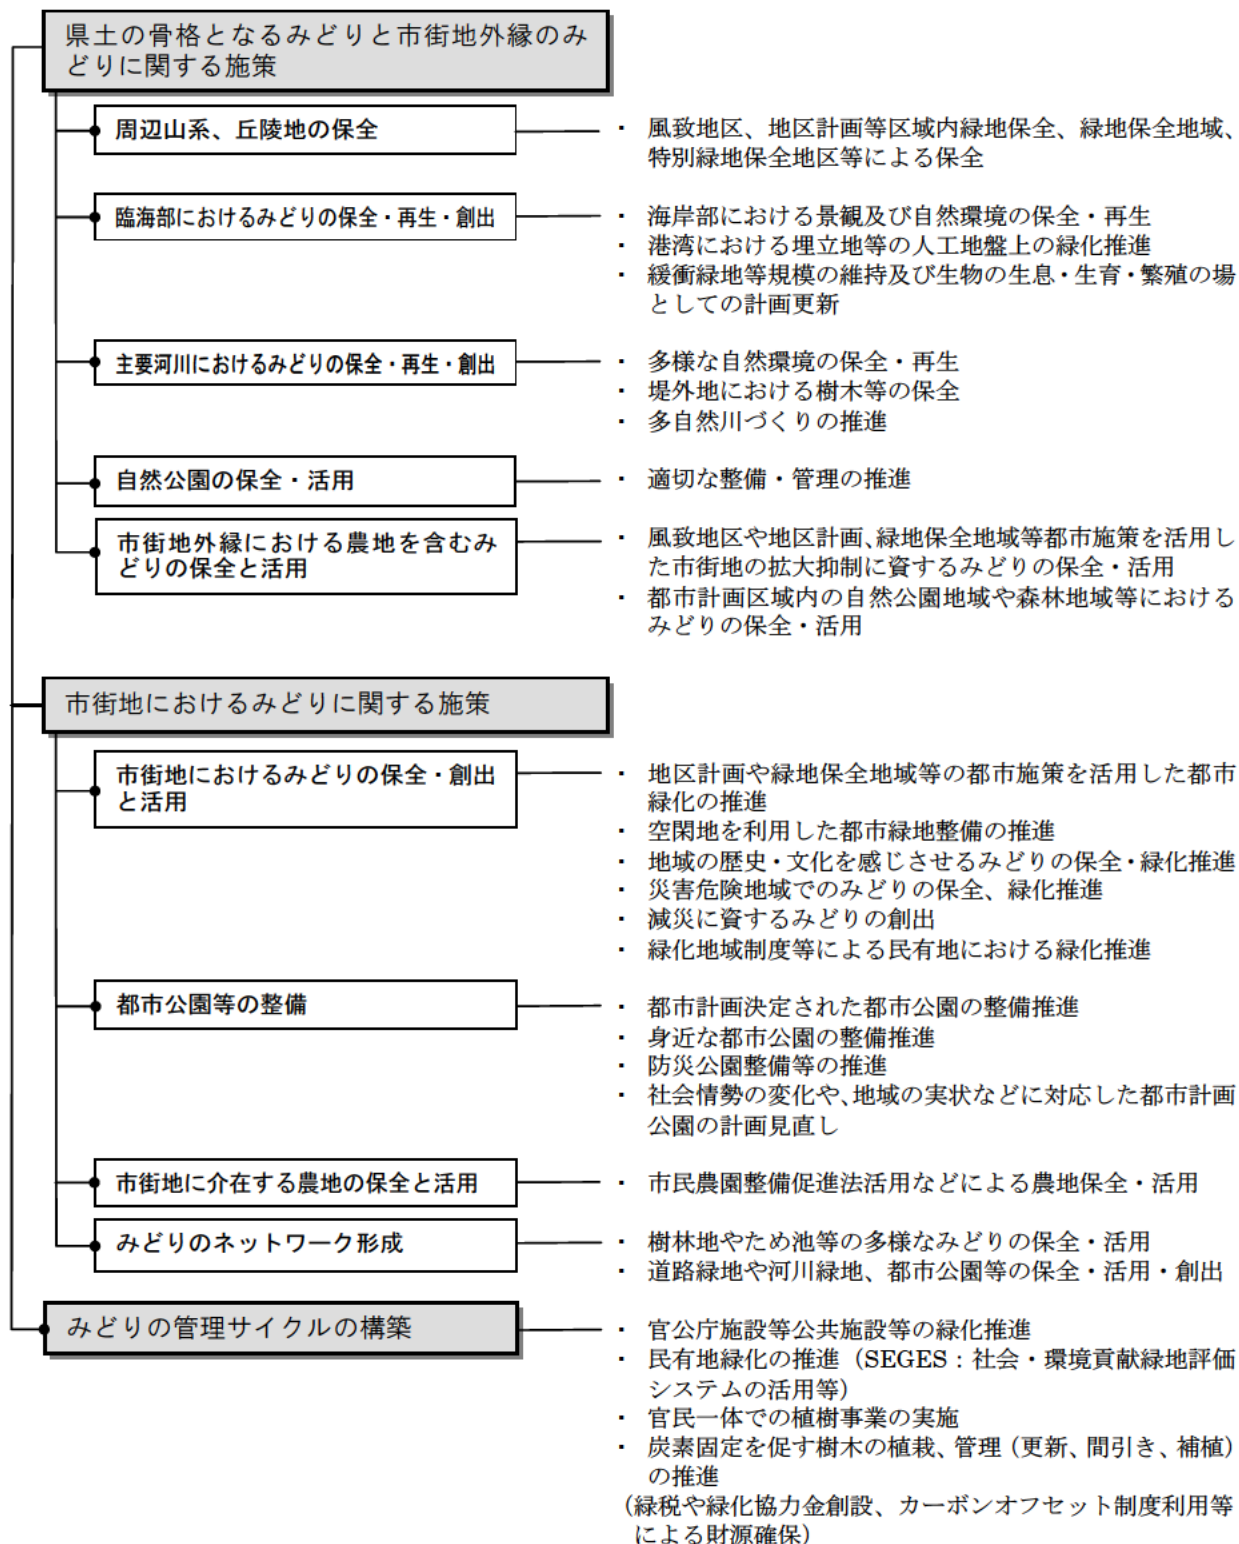 県土の骨格となるみどりと市街地外縁のみ
どりに関する施策
周辺山系、丘陵地の保全
・ 風致地区、地区計画等区域内緑地保全、緑地保全地域、
特別緑地保全地区等による保全
臨海部におけるみどりの保全・再生・創出
・ 海岸部における景観及び自然環境の保全・再生
・ 港湾における埋立地等の人工地盤上の緑化推進
・ 緩衝緑地等規模の維持及び生物の生息・生育・繁殖の場
としての計画更新
主要河川におけるみどりの保全・再生・創出
・ 多様な自然環境の保全・再生
・ 堤外地における樹木等の保全
・ 多自然川づくりの推進
自然公園の保全・活用
・ 適切な整備・管理の推進
市街地外縁における農地を含むみ
どりの保全と活用
・ 風致地区や地区計画、緑地保全地域等都市施策を活用し
た市街地の拡大抑制に資するみどりの保全・活用
・ 都市計画区域内の自然公園地域や森林地域等における
みどりの保全・活用
市街地におけるみどりに関する施策
市街地におけるみどりの保全・創出
と活用
・ 地区計画や緑地保全地域等の都市施策を活用した都市
緑化の推進
・ 空閑地を利用した都市緑地整備の推進
・ 地域の歴史・文化を感じさせるみどりの保全・緑化推進
・ 災害危険地域でのみどりの保全、緑化推進
・ 減災に資するみどりの創出
・ 緑化地域制度等による民有地における緑化推進
都市公園等の整備
・ 都市計画決定された都市公園の整備推進
・ 身近な都市公園の整備推進
・ 防災公園整備等の推進
・ 社会情勢の変化や、地域の実状などに対応した都市計画
公園の計画見直し
市街地に介在する農地の保全と活用
・ 市民農園整備促進法活用などによる農地保全・活用
みどりのネットワーク形成
・ 樹林地やため池等の多様なみどりの保全・活用
・ 道路緑地や河川緑地、都市公園等の保全・活用・創出
みどりの管理サイクルの構築
・ 官公庁施設等公共施設等の緑化推進
・ 民有地緑化の推進（SEGES：社会・環境貢献緑地評価
システムの活用等）
・ 官民一体での植樹事業の実施
・ 炭素固定を促す樹木の植栽、管理（更新、間引き、補植）
の推進
（緑税や緑化協力金創設、カーボンオフセット制度利用等
による財源確保）